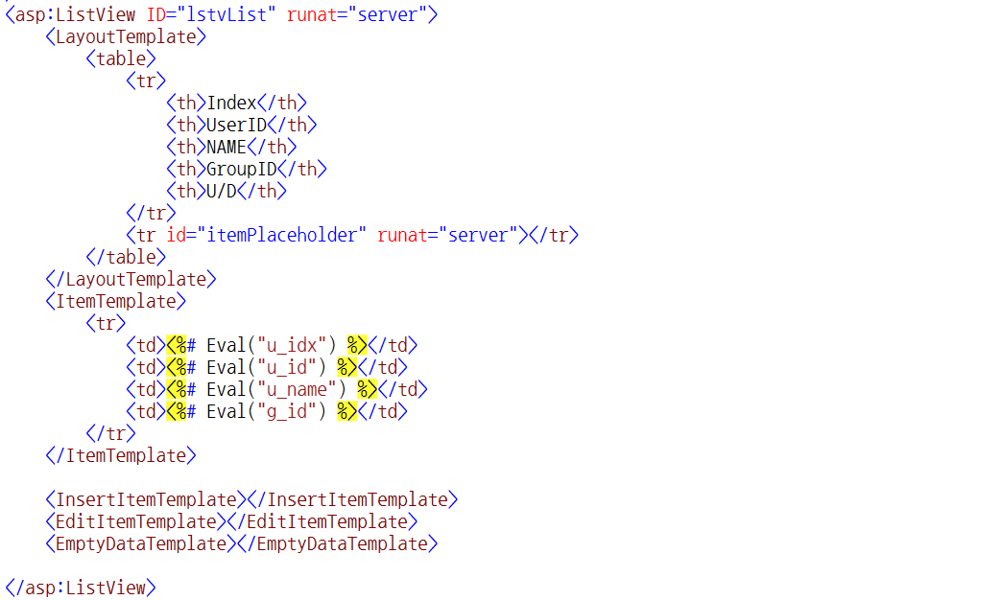 <asp:ListView ID="lstvList" runat="server">
<LayoutTemplate>
<table>
<tr>
<th>Index</th>
<th>UserID</th>
<th>NAME</th>
<th>GroupID</th>
<th>U/D</th>
</tr>
<tr id="itemPlaceholder" runat="server"></tr>
</table>
</LayoutTemplate>
<ItemTemplate>
<tr>
<td><%# Eval("u_idx") %></td>
<td><%# Eval("u_id") %></td>
<td><%# Eval("u_name") %></td>
<td><%# Eval("g_id") %></td>
</tr>
</ItemTemplate>
<InsertItemTemplate></InsertItemTemplate>
<EditItemTemplate></EditItemTemplate>
<EmptyDataTemplate></EmptyDataTemplate>
</asp:ListView>